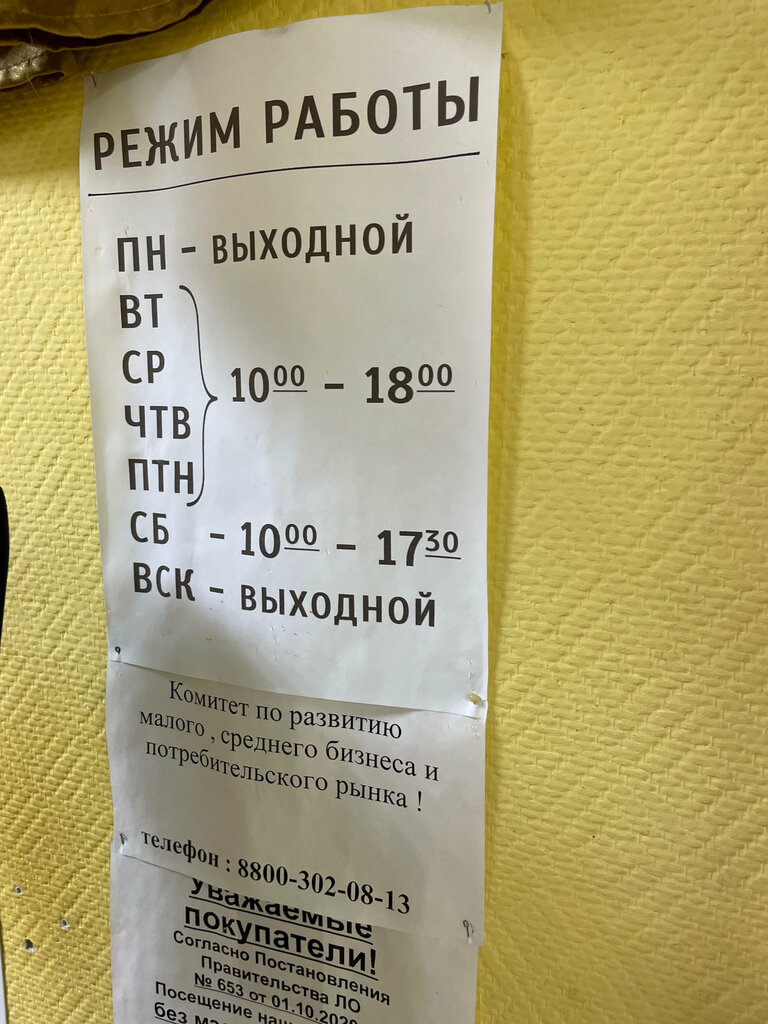 РЕЖИМ РАБОТЫ
ПН - ВЫХОДНОЙ
ВТ
СР
ЧТВ
ПТН
10⁰⁰ - 18⁰⁰
СБ - 10⁰⁰ - 17³⁰
ВСК - ВЫХОДНОЙ
Комитет по развитию
малого , среднего бизнеса и
потребительского рынка !
телефон : 8800-302-08-13
Уважаемые
покупатели!
Согласно Постановления
Правительства ЛО
№ 653 от 01.10.2020
Посещение
без